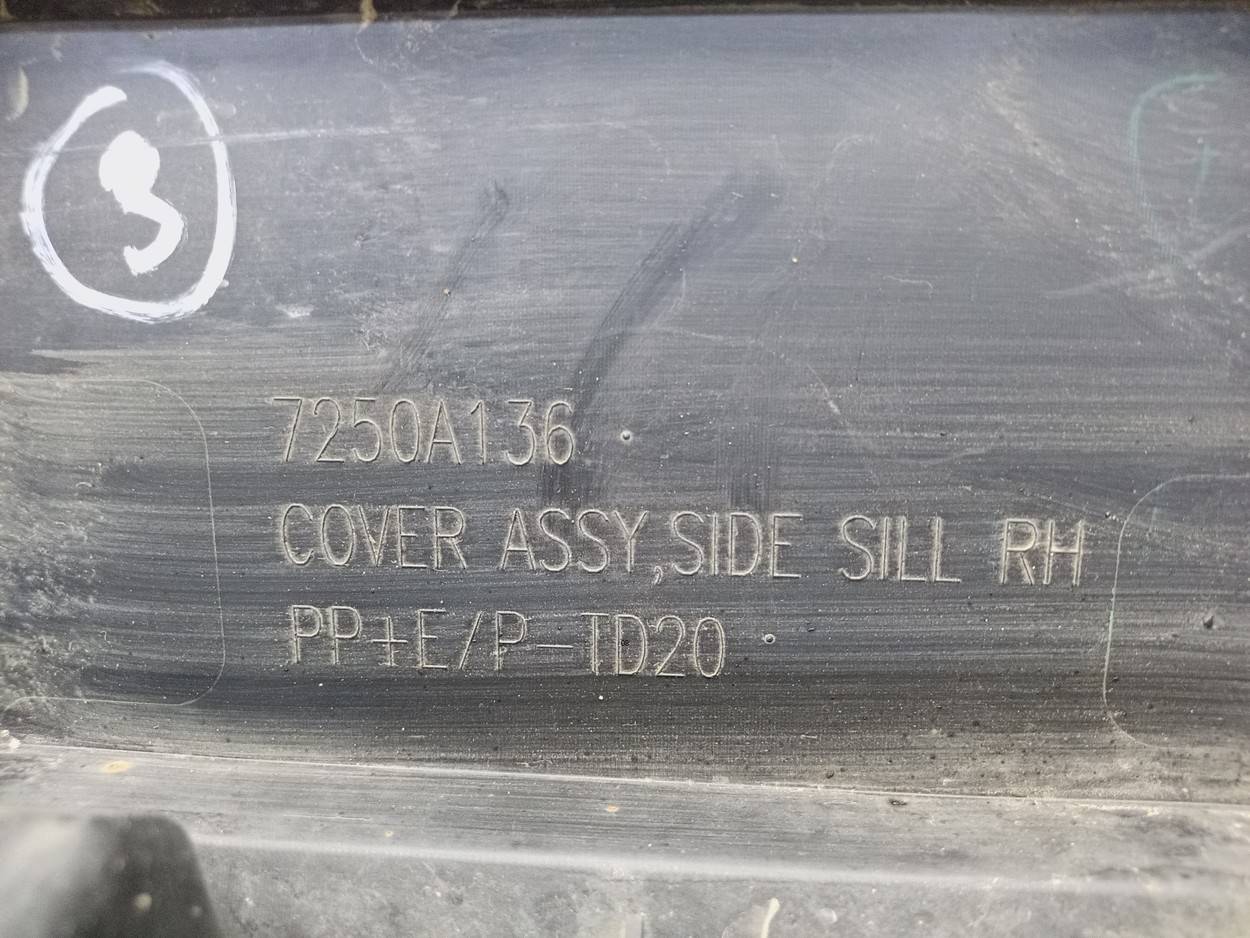 7250A136
COVER ASSY,SIDE SILL RH
PP+E/P-TD20